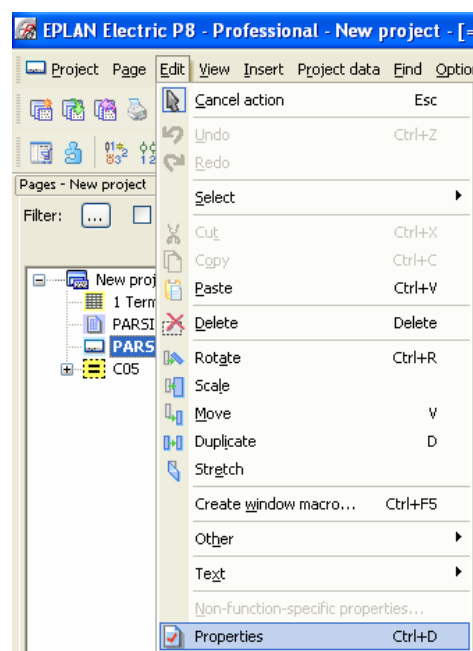 EPLAN Electric P8 - Professional - New project - [=
Project Page Edit View Insert Project data Find Optio
Cancel action Esc
Undo Ctrl+Z
Redo
Pages - New project
Select
Filter: ...
Cut Ctrl+X
Copy Ctrl+C
New proj
Paste Ctrl+V
1 Term
PARSI
Delete Delete
PARS
Rotate Ctrl+R
C05
Scale
Move V
Duplicate D
Stretch
Create window macro... Ctrl+F5
Other
Text
Non-function-specific properties...
Properties Ctrl+D